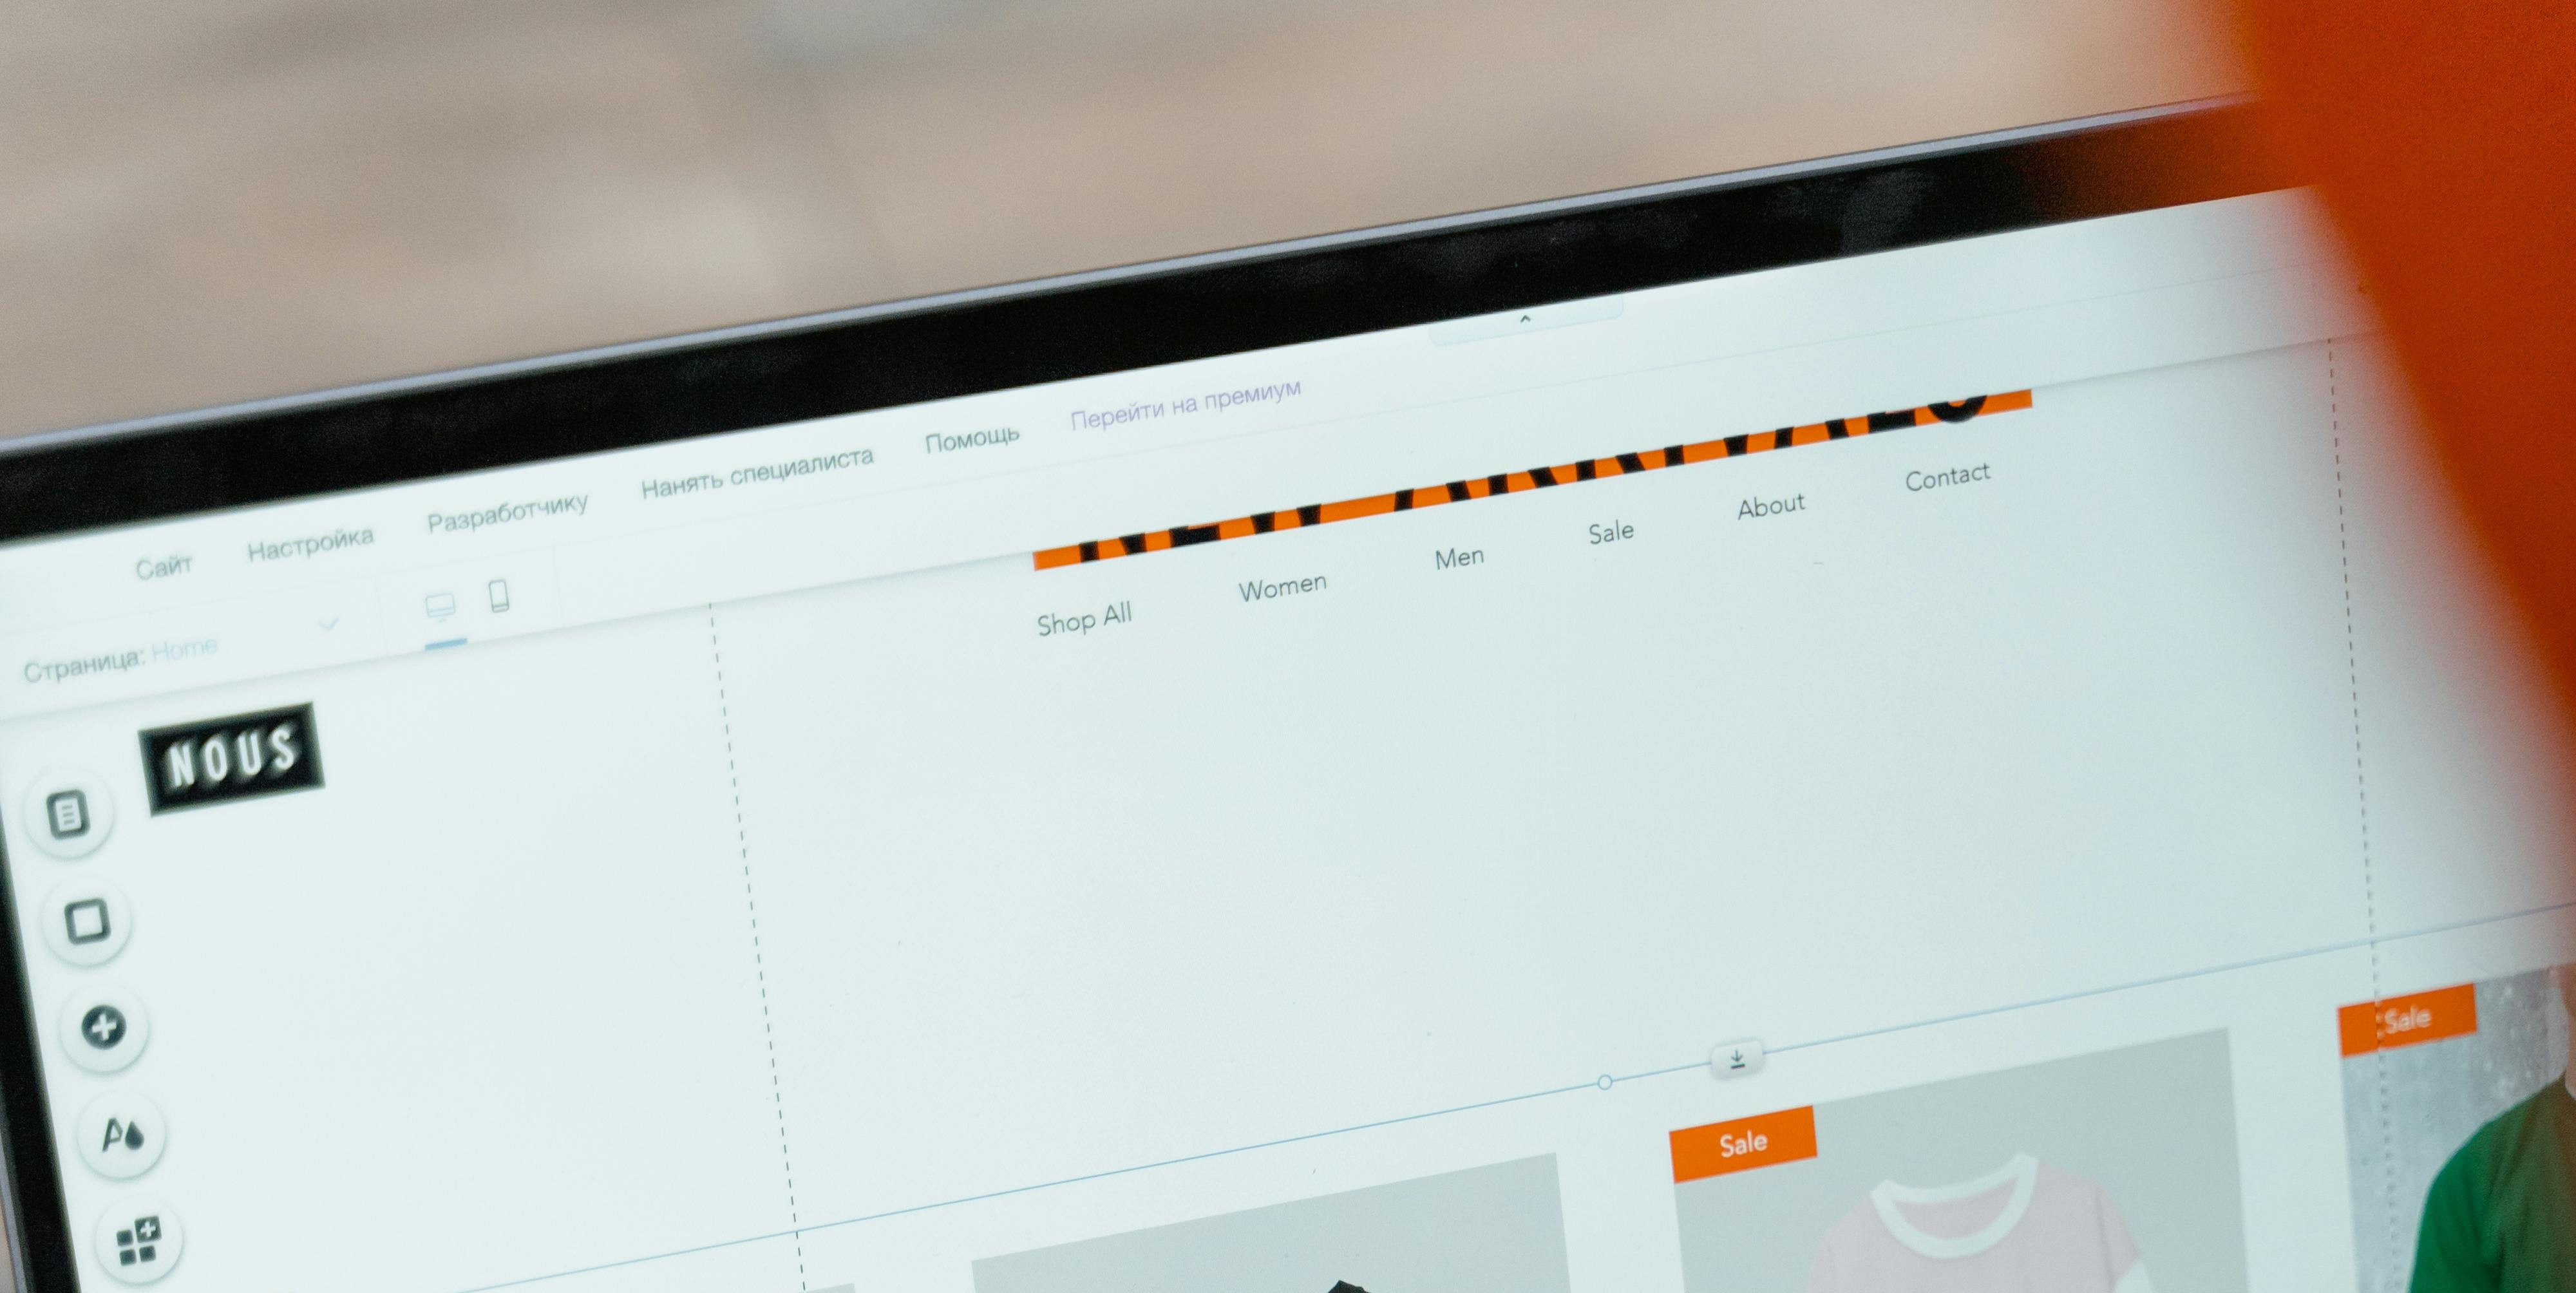 Сайт Настройка Разработчику Нанять специалиста Помощь Перейти на премиум
Страница: Home
NOUS
Shop All Women Men Sale About Contact
Sale
Sale